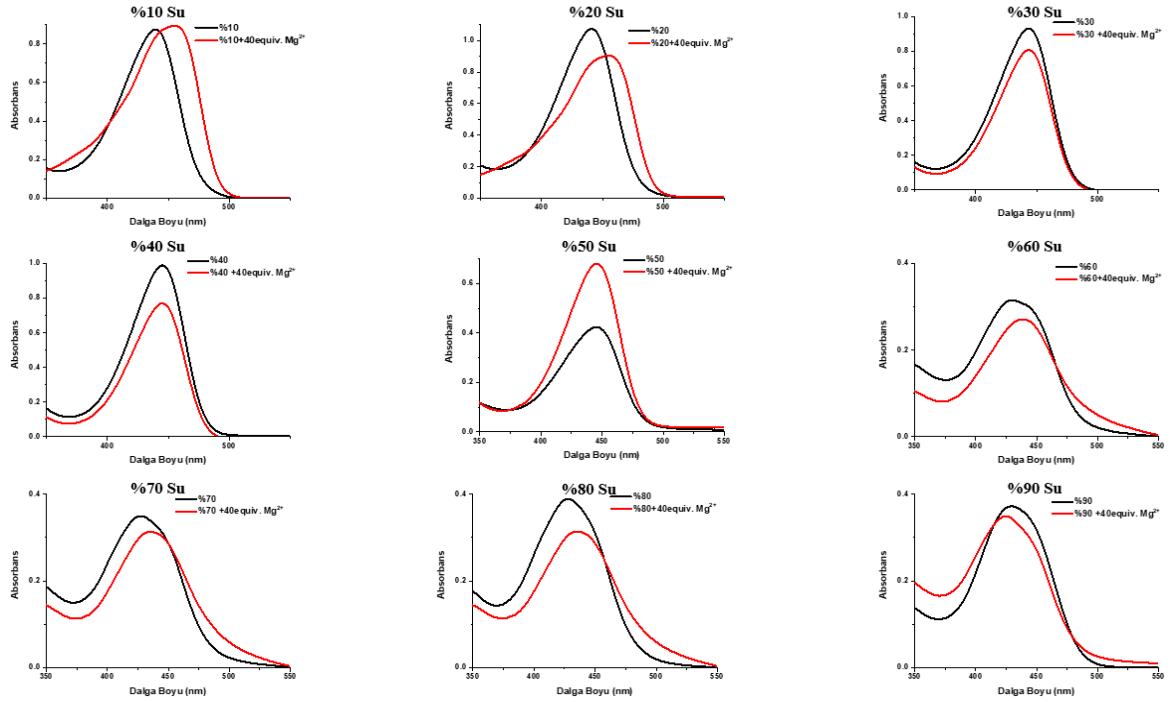 %10 Su
%10
%10+40equiv. Mg²⁺
Absorbans
0.8
0.6
0.4
0.2
0.0
400
500
Dalga Boyu (nm)
%20 Su
%20
%20+40equiv. Mg²⁺
Absorbans
1.0
0.8
0.6
0.4
0.2
0.0
400
500
Dalga Boyu (nm)
%30 Su
%30
%30 +40equiv. Mg²⁺
Absorbans
1.0
0.8
0.6
0.4
0.2
0.0
400
500
Dalga Boyu (nm)
%40 Su
%40
%40 +40equiv. Mg²⁺
Absorbans
1.0
0.8
0.6
0.4
0.2
0.0
400
500
Dalga Boyu (nm)
%50 Su
%50
%50 +40equiv. Mg²⁺
Absorbans
0.6
0.4
0.2
0.0
350
400
450
500
550
Dalga Boyu (nm)
%60 Su
%60
%60+40equiv. Mg²⁺
Absorbans
0.4
0.2
0.0
350
400
450
500
550
Dalga Boyu (nm)
%70 Su
%70
%70 +40equiv. Mg²⁺
Absorbans
0.4
0.2
0.0
350
400
450
500
550
Dalga Boyu (nm)
%80 Su
%80
%80+40equiv. Mg²⁺
Absorbans
0.4
0.2
0.0
350
400
450
500
550
Dalga Boyu (nm)
%90 Su
%90
%90 +40equiv. Mg²⁺
Absorbans
0.4
0.2
0.0
350
400
450
500
550
Dalga Boyu (nm)